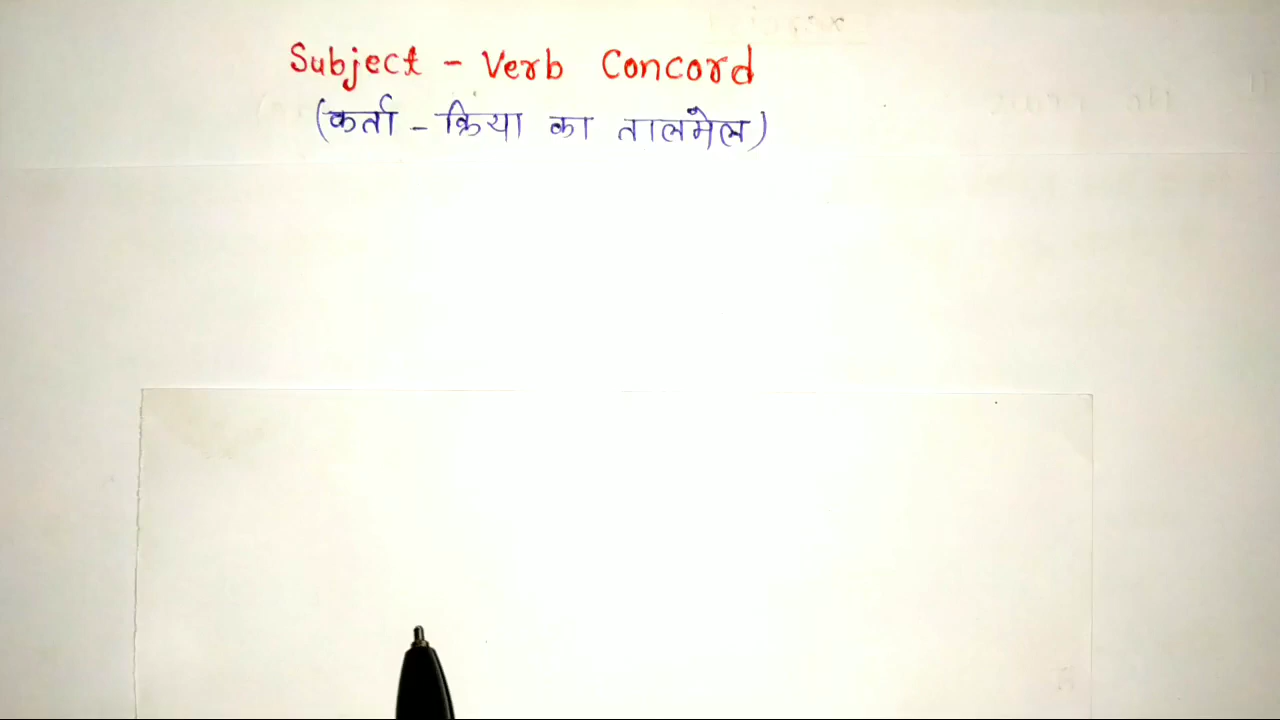 Subject - Verb Concord
(कर्ता - क्रिया का तालमेल)